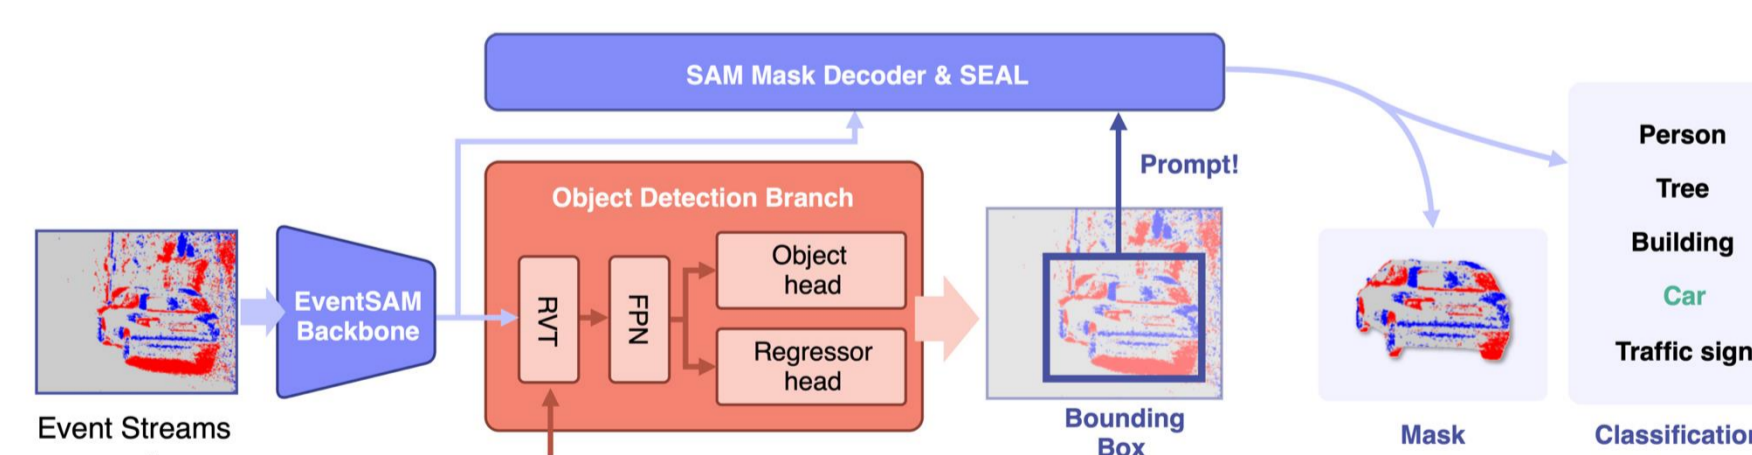 SAM Mask Decoder & SEAL
Prompt!
Object Detection Branch
Event Streams
EventSAM
Backbone
RVT
FPN
Object
head
Regressor
head
Bounding
Box
Mask
Person
Tree
Building
Car
Traffic sign
Classification